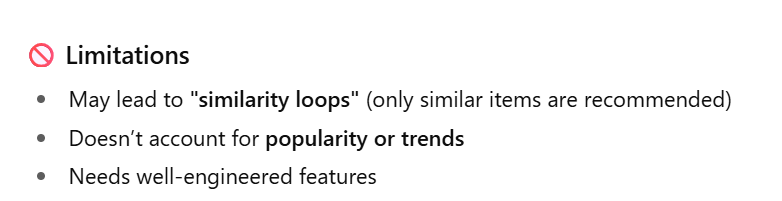 🚫 Limitations
• May lead to "similarity loops" (only similar items are recommended)
• Doesn’t account for popularity or trends
• Needs well-engineered features